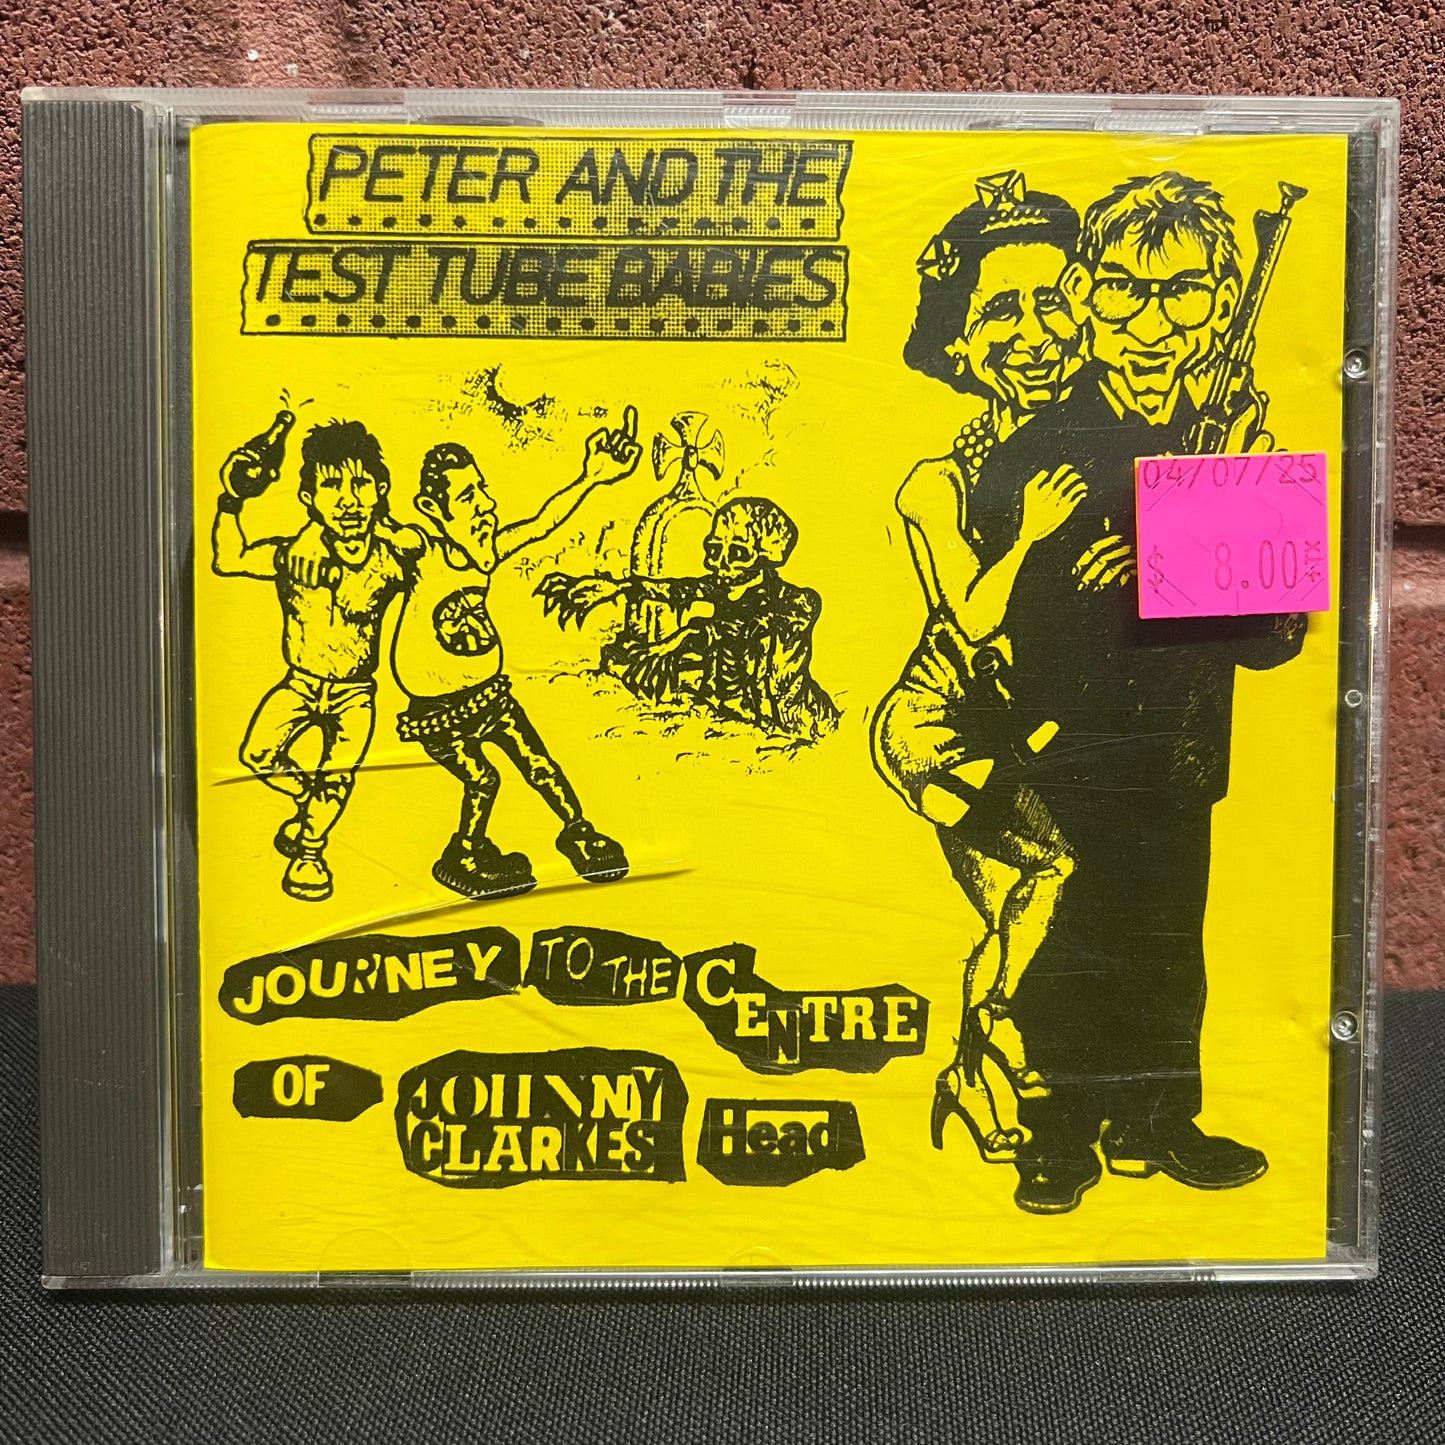 PETER AND THE
TEST TUBE BABIES
04/07/25
$ 8.00
JOURNEY TO THE CENTRE
OF JOHNNY CLARKES Head